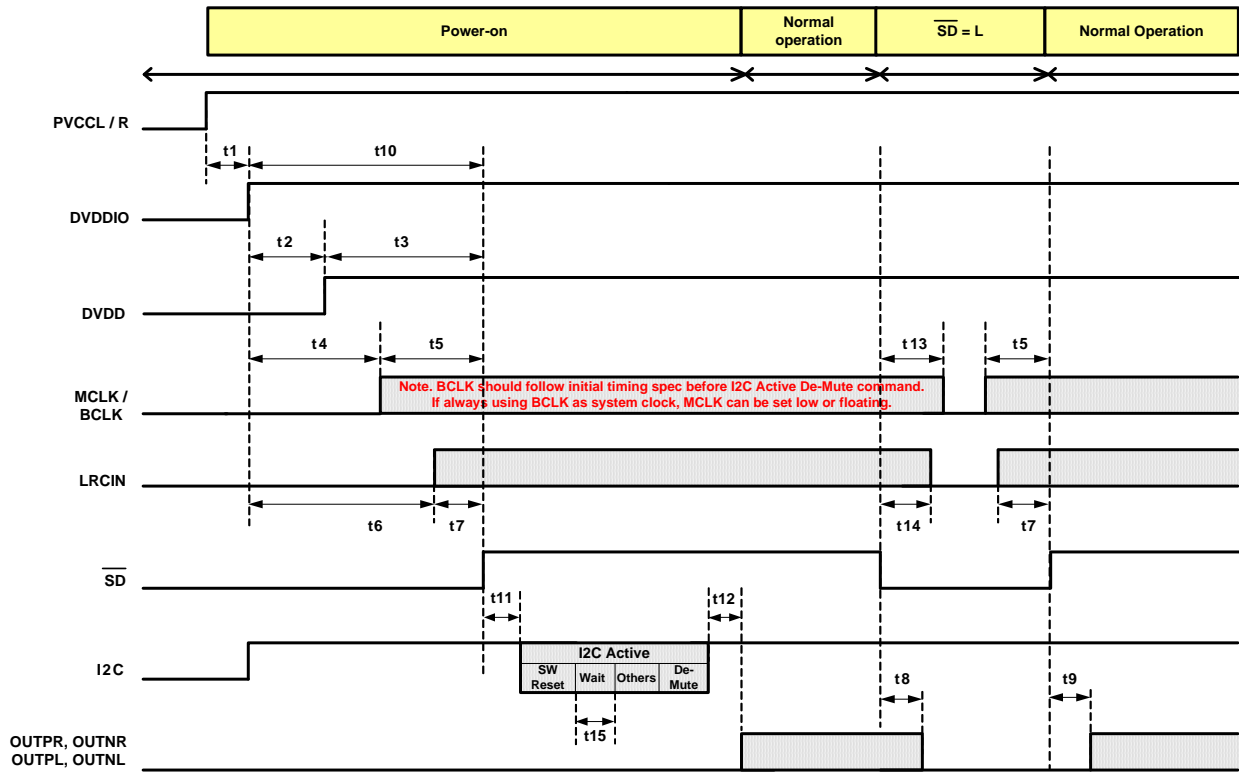 Power-on
Normal
operation
SD = L
Normal Operation
PVCCL / R
t1
t10
DVDDIO
t2
t3
DVDD
t4
t5
t13
t5
Note. BCLK should follow initial timing spec before I2C Active De-Mute command.
If always using BCLK as system clock, MCLK can be set low or floating.
MCLK /
BCLK
LRCIN
t6
t7
t14
t7
SD
t11
t12
I2C Active
I2C
SW
Reset
Wait
Others
De-
Mute
t8
t9
t15
OUTPR, OUTNR
OUTPL, OUTNL